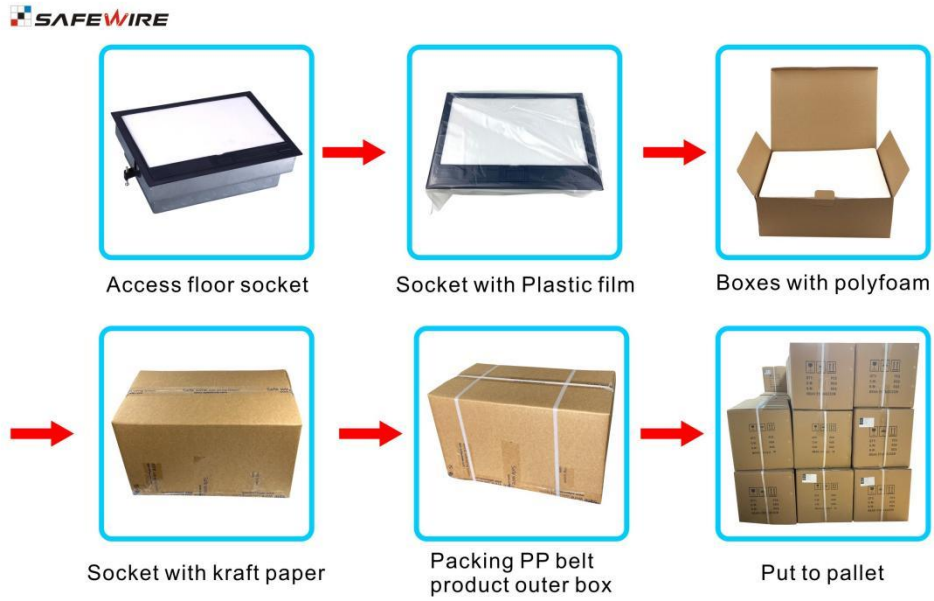 SAFEWIRE
Access floor socket
Socket with Plastic film
Boxes with polyfoam
Socket with kraft paper
Packing PP belt
product outer box
Put to pallet